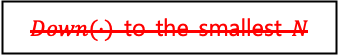 Down(·) to the smallest N